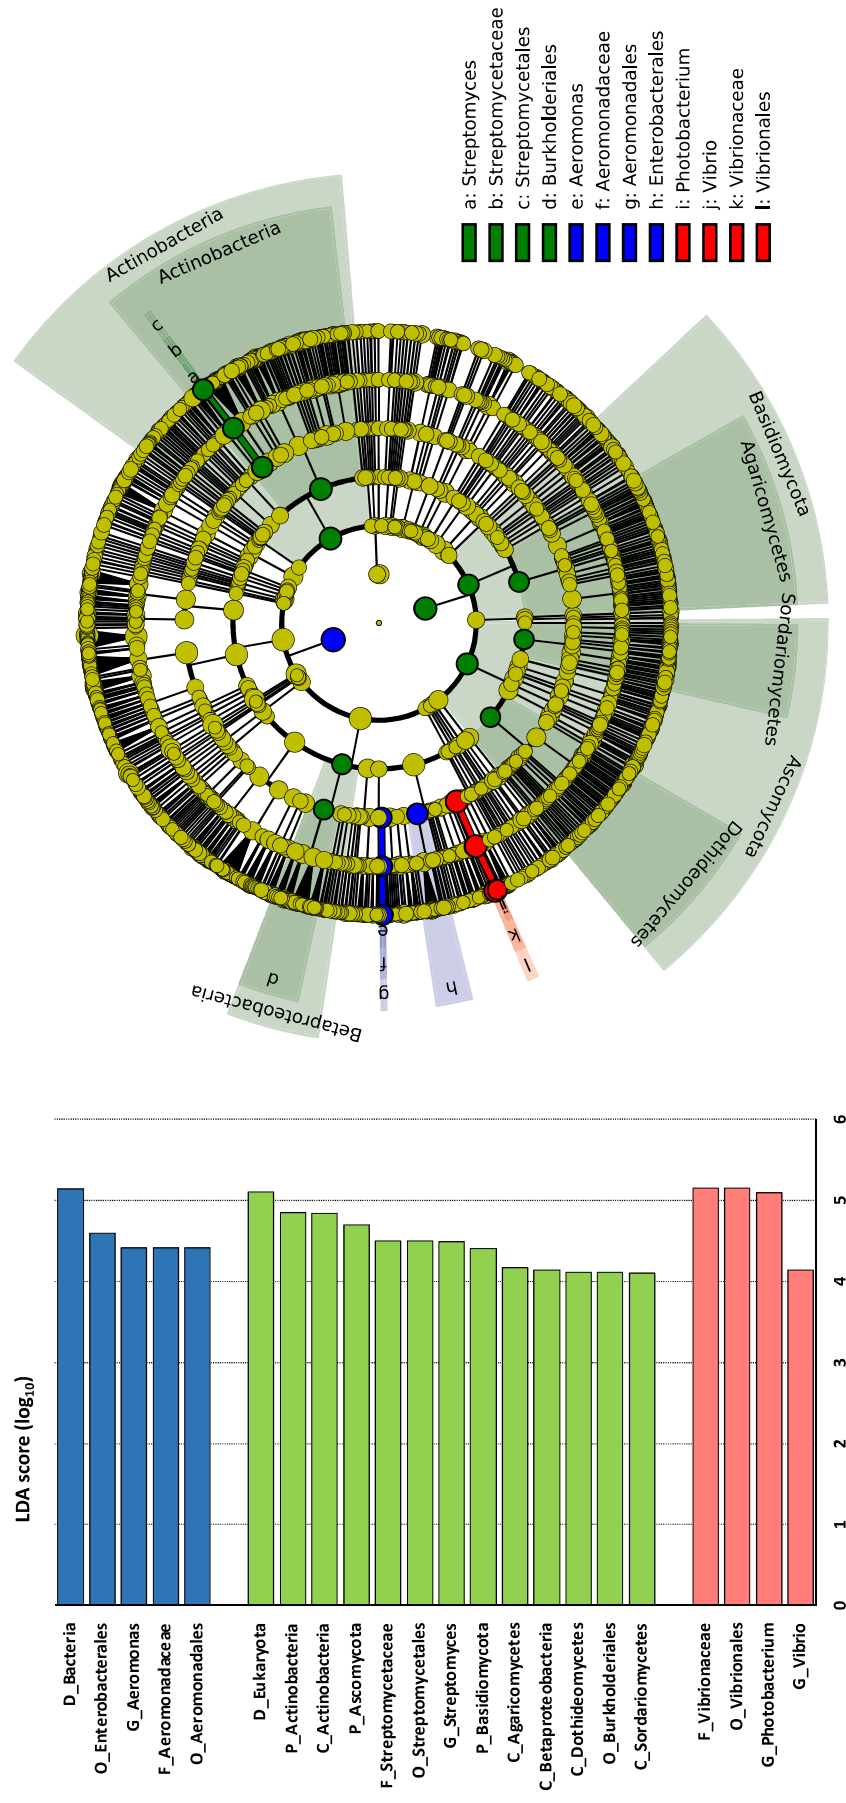 Actinobacteria
Actinobacteria
c
b
a
a: Streptomyces
b: Streptomycetaceae
c: Streptomycetales
d: Burkholderiales
e: Aeromonas
f: Aeromonadaceae
g: Aeromonadales
h: Enterobacterales
i: Photobacterium
j: Vibrio
k: Vibrionaceae
l: Vibrionales
Basidiomycota
Agaricomycetes
Sordariomycetes
Ascomycota
Dothideomycetes
k
l
h
e
f
g
d
Betaproteobacteria
LDA score (log10)
6
5
4
3
2
1
0
D_Bacteria
O_Enterobacterales
G_Aeromonas
F_Aeromonadaceae
O_Aeromonadales
D_Eukaryota
P_Actinobacteria
C_Actinobacteria
P_Ascomycota
F_Streptomycetaceae
O_Streptomycetales
G_Streptomyces
P_Basidiomycota
C_Agaricomycetes
C_Betaproteobacteria
C_Dothideomycetes
O_Burkholderiales
C_Sordariomycetes
F_Vibrionaceae
O_Vibrionales
G_Photobacterium
G_Vibrio